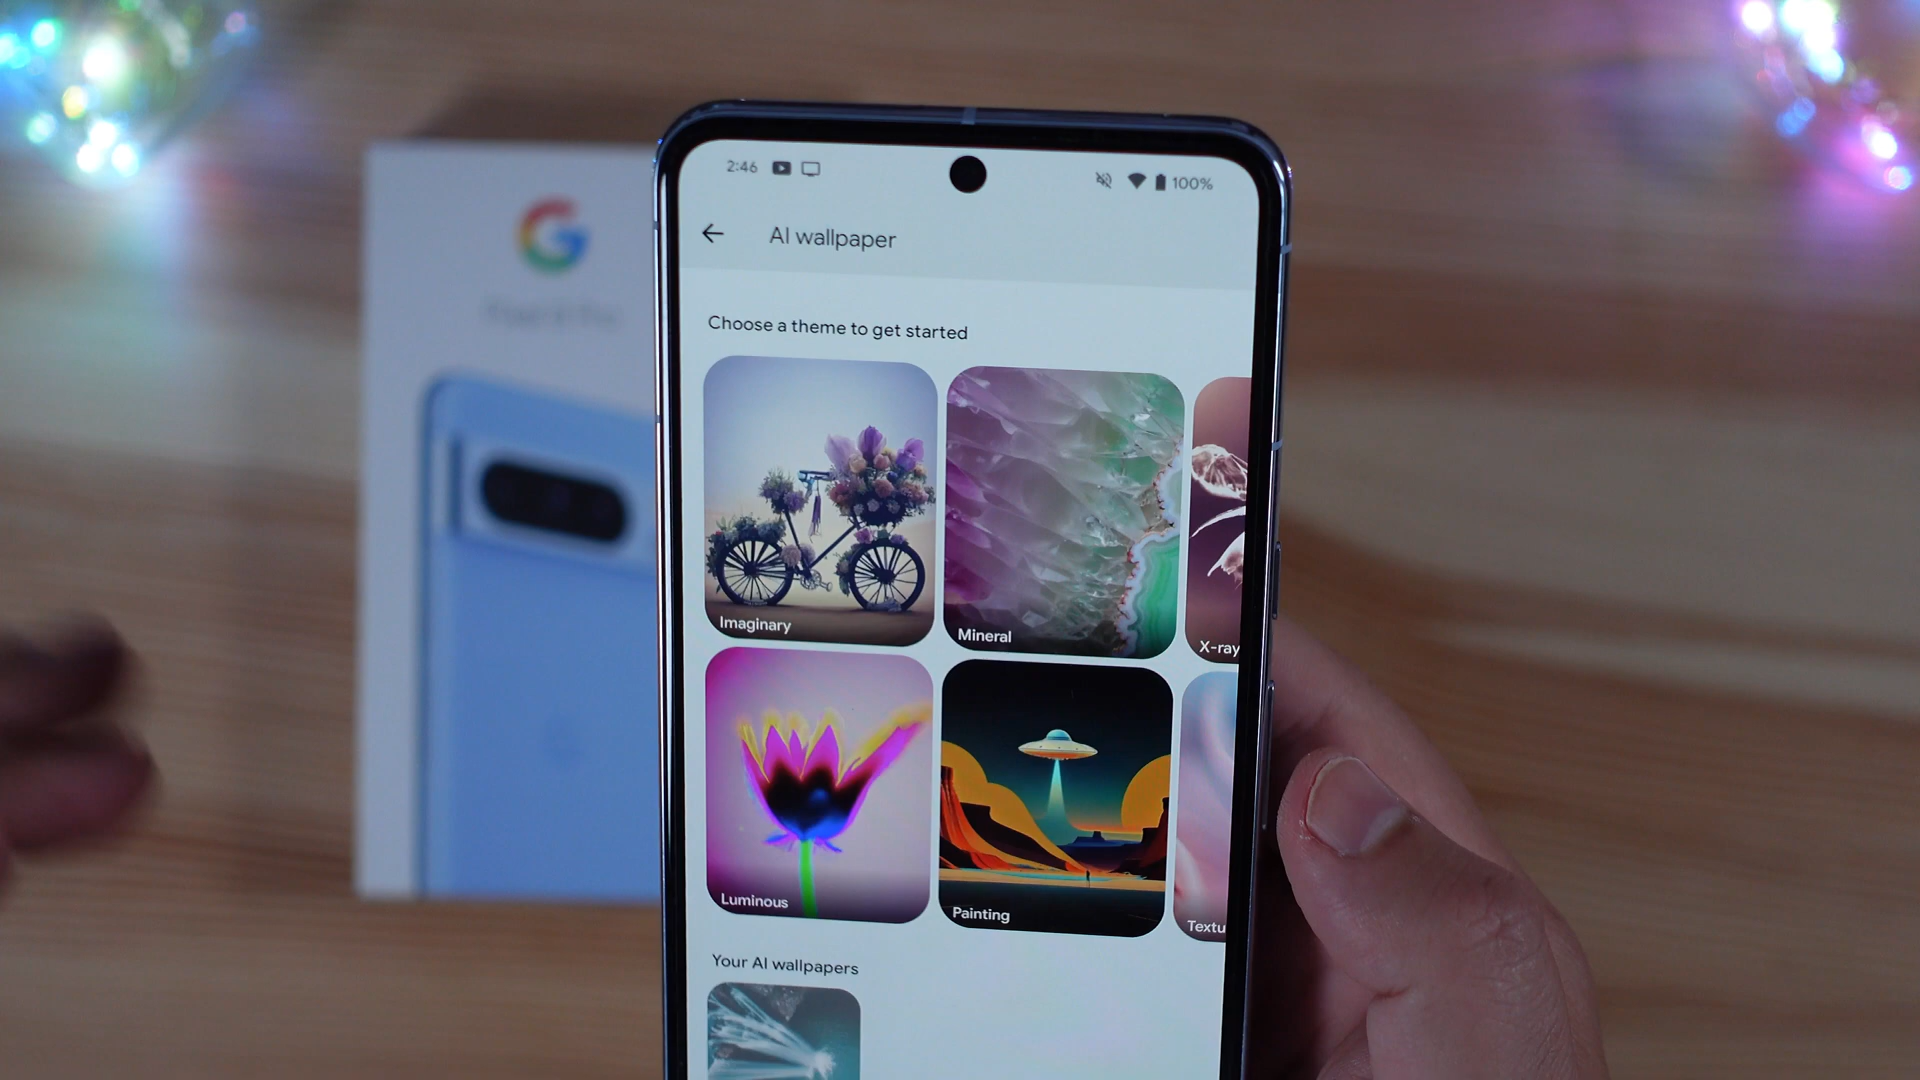 2:46
100%
AI wallpaper
Choose a theme to get started
Imaginary
Mineral
X-ray
Luminous
Painting
Textu
Your AI wallpapers